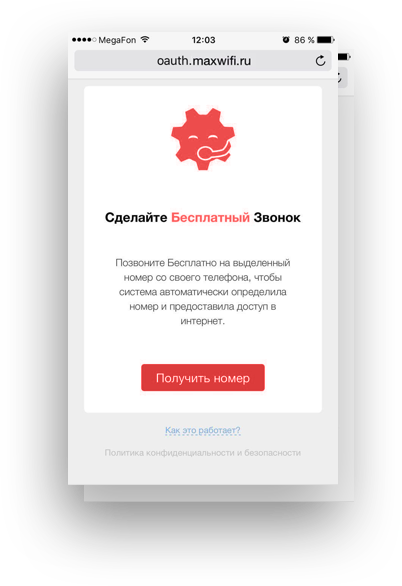 MegaFon 12:03 86 %
oauth.maxwifi.ru
Сделайте Бесплатный Звонок
Позвоните Бесплатно на выделенный
номер со своего телефона, чтобы
система автоматически определила
номер и предоставила доступ в
интернет.
Получить номер
Как это работает?
Политика конфиденциальности и безопасности